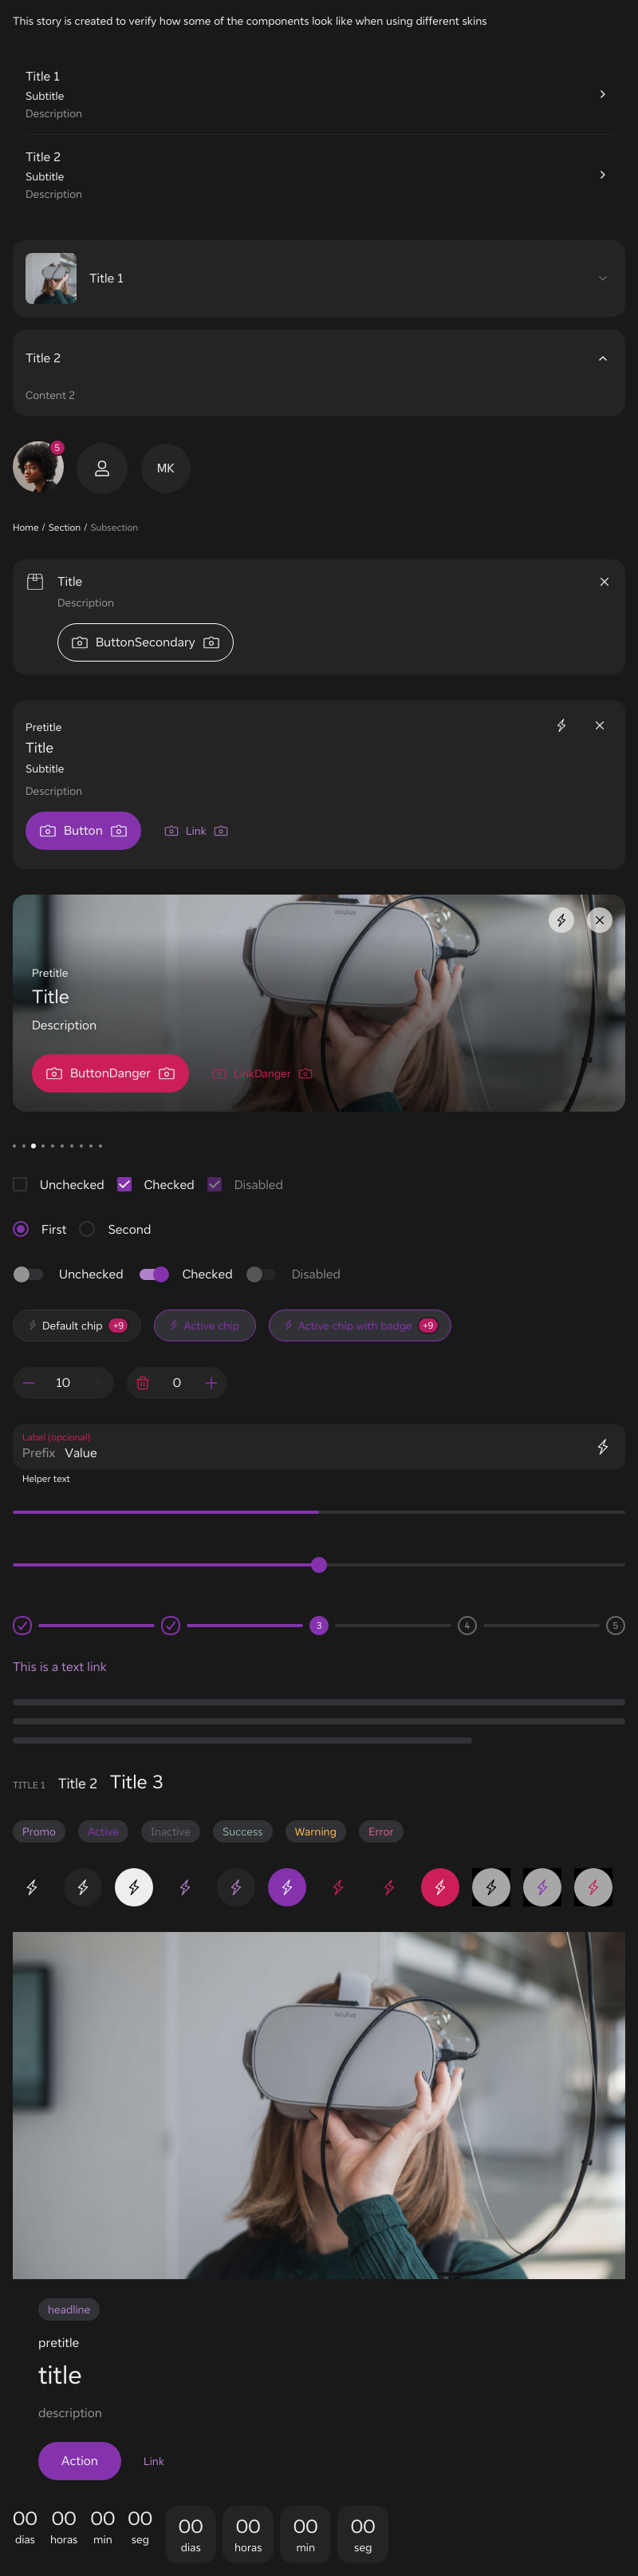 This story is created to verify how some of the components look like when using different skins
Title 1
Subtitle
Description
Title 2
Subtitle
Description
Title 1
Title 2
Content 2
5
MK
Home / Section / Subsection
Title
Description
ButtonSecondary
Pretitle
Title
Subtitle
Description
Button Link
oculus
Pretitle
Title
Description
ButtonDanger LinkDanger
Unchecked Checked Disabled
First Second
Unchecked Checked Disabled
Default chip +9 Active chip Active chip with badge +9
10 0
Label (opcional)
Prefix Value
Helper text
3 4 5
This is a text link
TITLE 1 Title 2 Title 3
Promo Active Inactive Success Warning Error
oculus
headline
pretitle
title
description
Action Link
00 00 00 00 00 00 00 00
dias horas min seg dias horas min seg